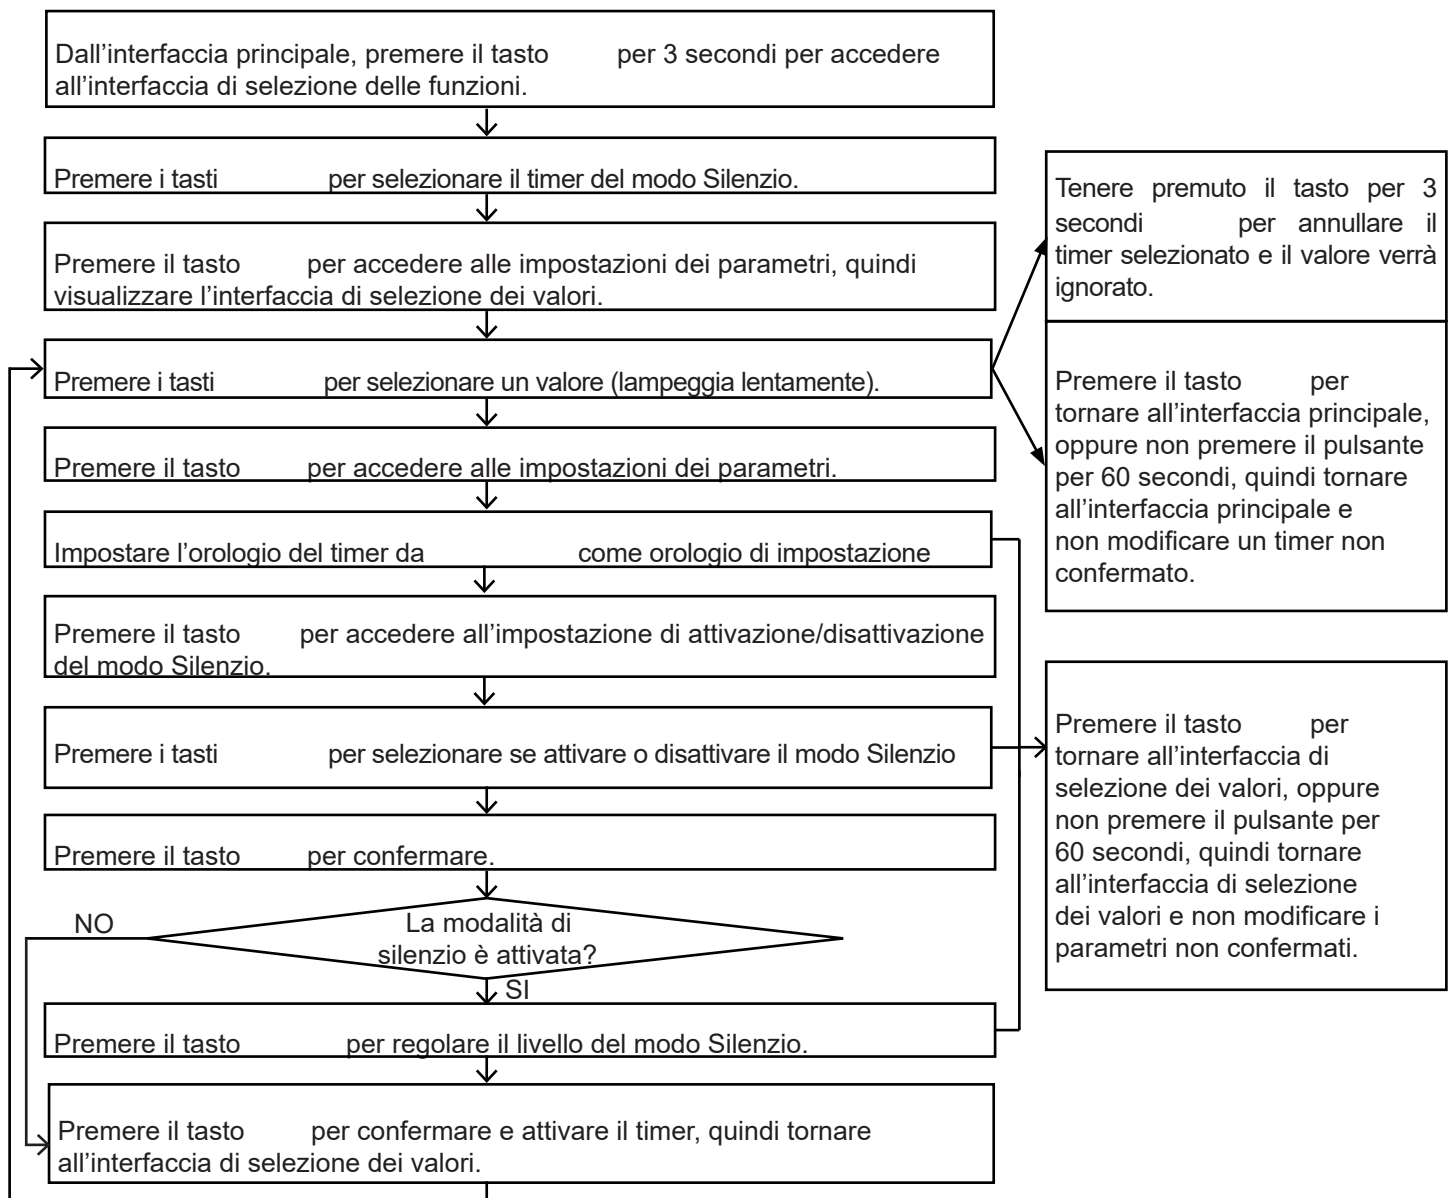 Dall’interfaccia principale, premere il tasto per 3 secondi per accedere
all’interfaccia di selezione delle funzioni.
Premere i tasti per selezionare il timer del modo Silenzio.
Premere il tasto per accedere alle impostazioni dei parametri, quindi
visualizzare l’interfaccia di selezione dei valori.
Premere i tasti per selezionare un valore (lampeggia lentamente).
Tenere premuto il tasto per 3
secondi per annullare il
timer selezionato e il valore verrà
ignorato.
Premere il tasto per
tornare all’interfaccia principale,
oppure non premere il pulsante
per 60 secondi, quindi tornare
all’interfaccia principale e
non modificare un timer non
confermato.
Premere il tasto per accedere alle impostazioni dei parametri.
Impostare l’orologio del timer da come orologio di impostazione
Premere il tasto per accedere all’impostazione di attivazione/disattivazione
del modo Silenzio.
Premere i tasti per selezionare se attivare o disattivare il modo Silenzio
Premere il tasto per
tornare all’interfaccia di
selezione dei valori, oppure
non premere il pulsante per
60 secondi, quindi tornare
all’interfaccia di selezione
dei valori e non modificare i
parametri non confermati.
Premere il tasto per confermare.
NO
La modalità di
silenzio è attivata?
SI
Premere il tasto per regolare il livello del modo Silenzio.
Premere il tasto per confermare e attivare il timer, quindi tornare
all’interfaccia di selezione dei valori.